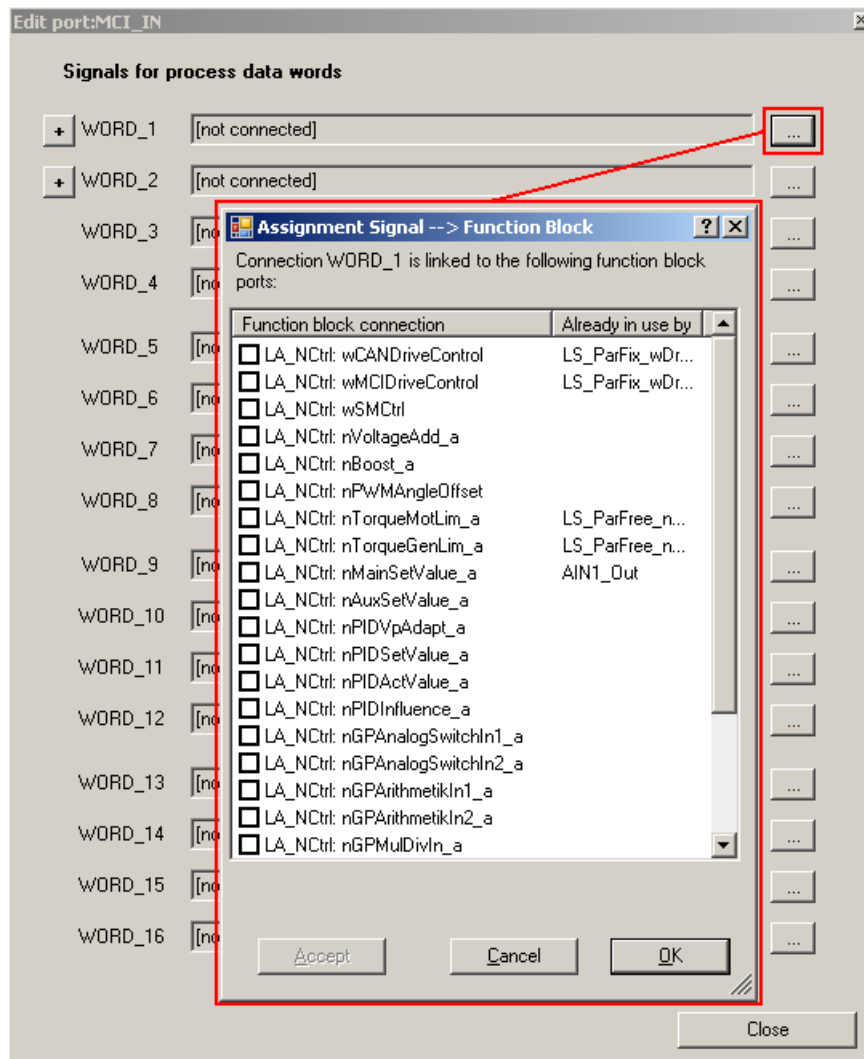 Edit port:MCI_IN
Signals for process data words
+ WORD_1 [not connected] ...
+ WORD_2 [not connected] ...
WORD_3 ...
WORD_4 ...
WORD_5 ...
WORD_6 ...
WORD_7 ...
WORD_8 ...
WORD_9 ...
WORD_10 ...
WORD_11 ...
WORD_12 ...
WORD_13 ...
WORD_14 ...
WORD_15 ...
WORD_16 ...
Assignment Signal --> Function Block
Connection WORD_1 is linked to the following function block
ports:
Function block connection Already in use by
LA_NCtrl: wCANDriveControl LS_ParFix_wDr...
LA_NCtrl: wMCIDriveControl LS_ParFix_wDr...
LA_NCtrl: wSMCtrl
LA_NCtrl: nVoltageAdd_a
LA_NCtrl: nBoost_a
LA_NCtrl: nPWMAngleOffset
LA_NCtrl: nTorqueMotLim_a LS_ParFree_n...
LA_NCtrl: nTorqueGenLim_a LS_ParFree_n...
LA_NCtrl: nMainSetValue_a AIN1_Out
LA_NCtrl: nAuxSetValue_a
LA_NCtrl: nPIDVpAdapt_a
LA_NCtrl: nPIDSetValue_a
LA_NCtrl: nPIDActValue_a
LA_NCtrl: nPIDInfluence_a
LA_NCtrl: nGPAnalogSwitchIn1_a
LA_NCtrl: nGPAnalogSwitchIn2_a
LA_NCtrl: nGPArithmetikIn1_a
LA_NCtrl: nGPArithmetikIn2_a
LA_NCtrl: nGPMulDivIn_a
Accept Cancel OK
Close